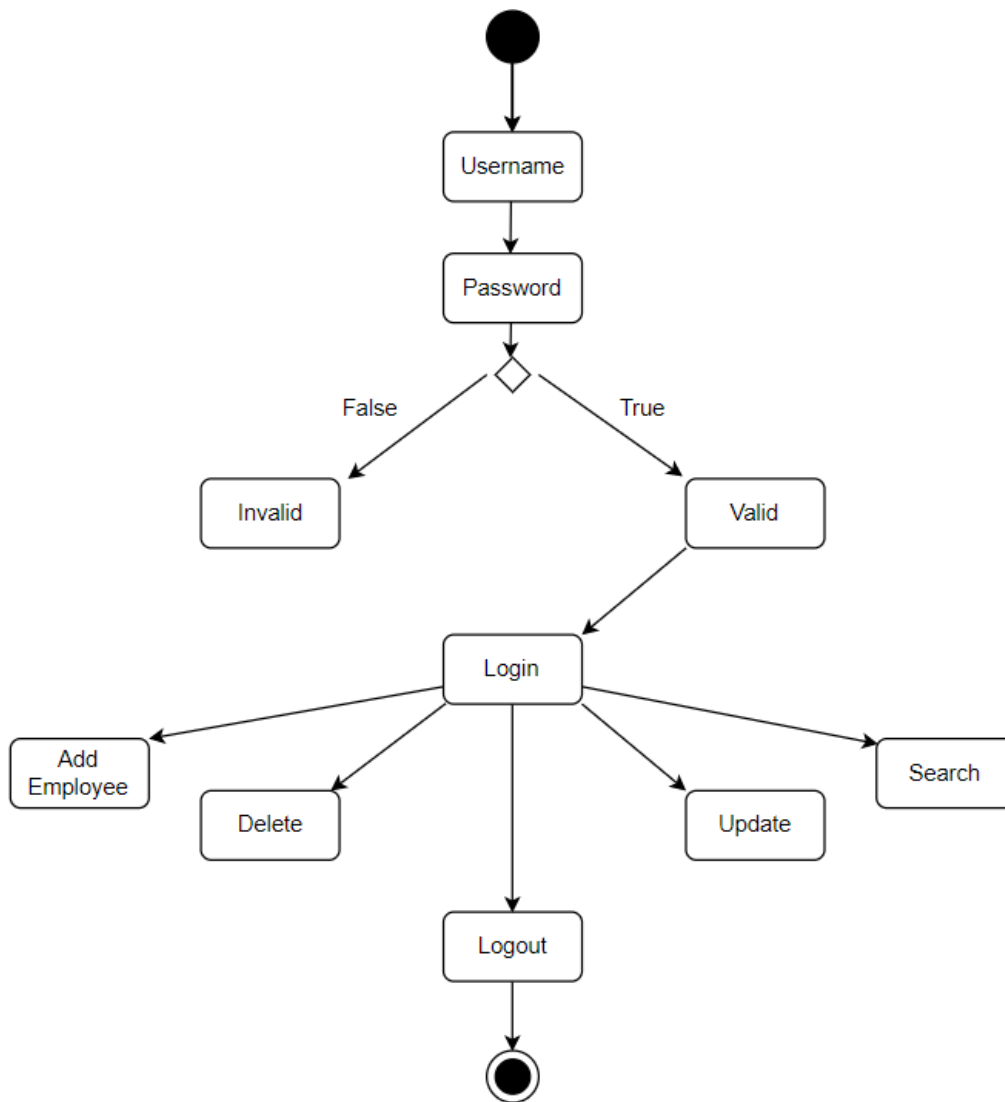 Username
Password
False
True
Invalid
Valid
Login
Add
Employee
Delete
Update
Search
Logout